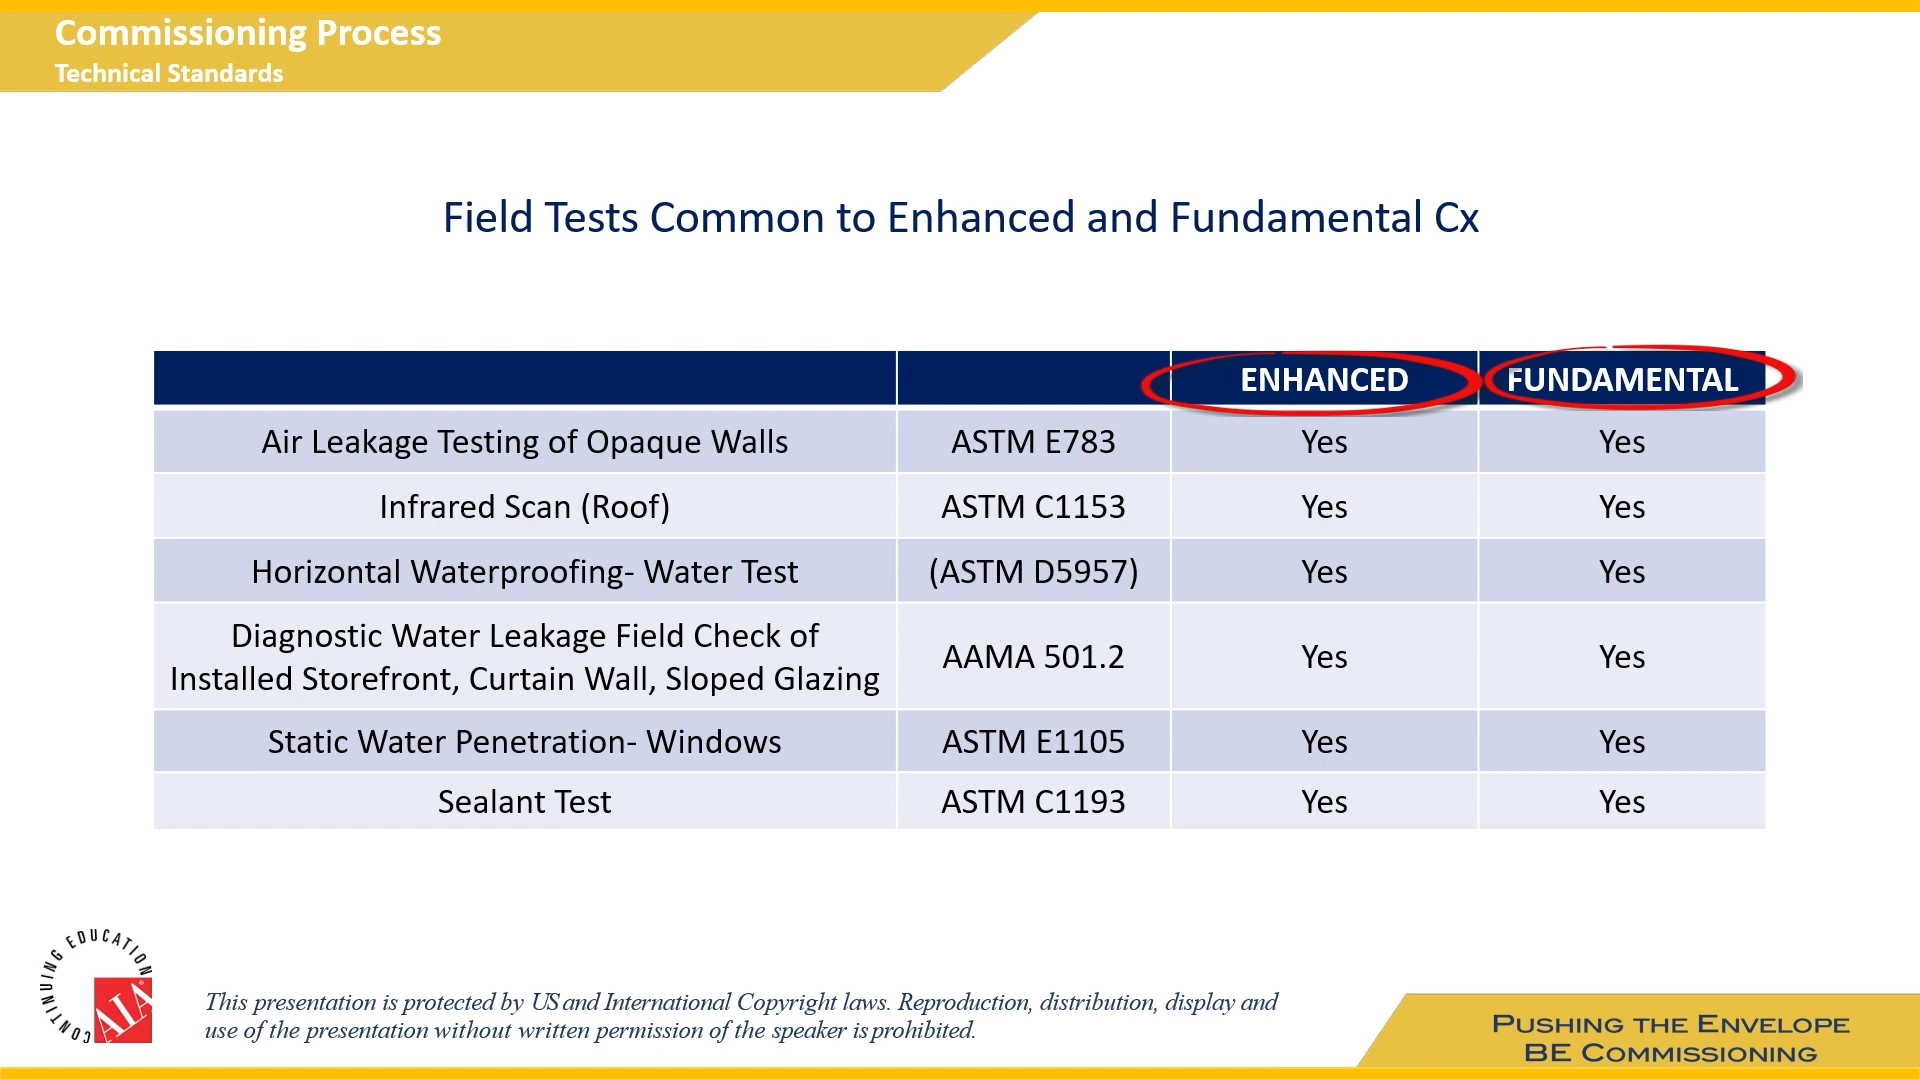 Commissioning Process
Technical Standards
Field Tests Common to Enhanced and Fundamental Cx
ENHANCED FUNDAMENTAL
Air Leakage Testing of Opaque Walls ASTM E783 Yes Yes
Infrared Scan (Roof) ASTM C1153 Yes Yes
Horizontal Waterproofing- Water Test (ASTM D5957) Yes Yes
Diagnostic Water Leakage Field Check of
Installed Storefront, Curtain Wall, Sloped Glazing AAMA 501.2 Yes Yes
Static Water Penetration- Windows ASTM E1105 Yes Yes
Sealant Test ASTM C1193 Yes Yes
CONTINUING EDUCATION
AIA®
This presentation is protected by US and International Copyright laws. Reproduction, distribution, display and
use of the presentation without written permission of the speaker is prohibited.
PUSHING THE ENVELOPE
BE COMMISSIONING